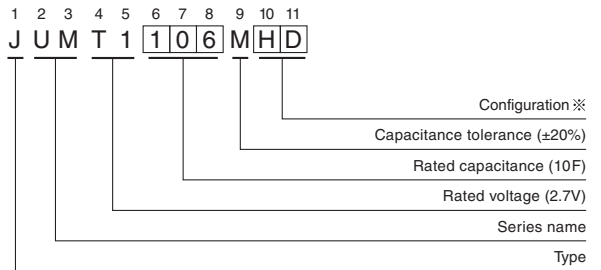 1 2 3 4 5 6 7 8 9 10 11
J U M T 1 1 0 6 M H D
Configuration ※
Capacitance tolerance (±20%)
Rated capacitance (10F)
Rated voltage (2.7V)
Series name
Type